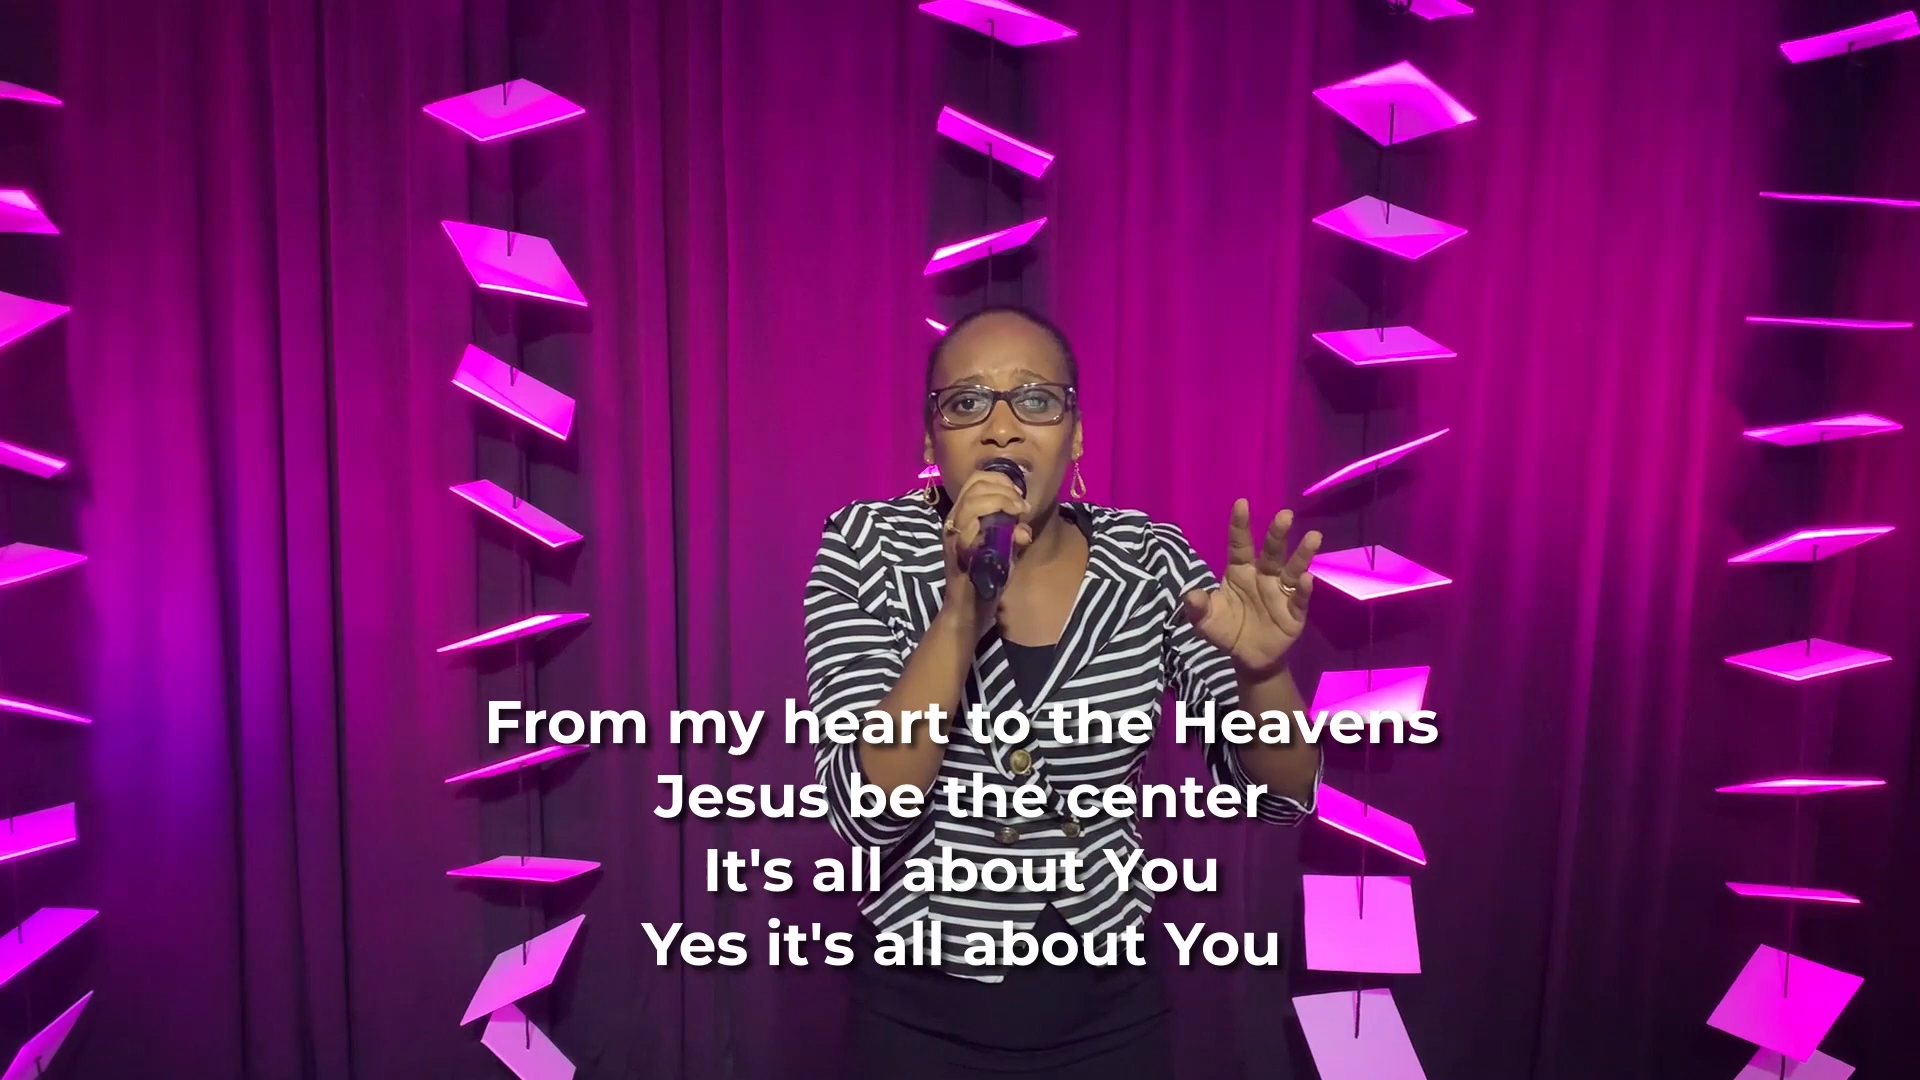 From my heart to the Heavens
Jesus be the center
It's all about You
Yes it's all about You